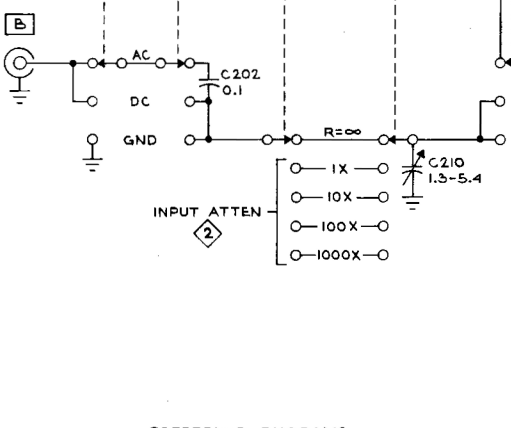 B
AC
C202
0.1
DC
GND
R=∞
1X
C210
1.3-5.4
10X
INPUT ATTEN
2
100X
1000X